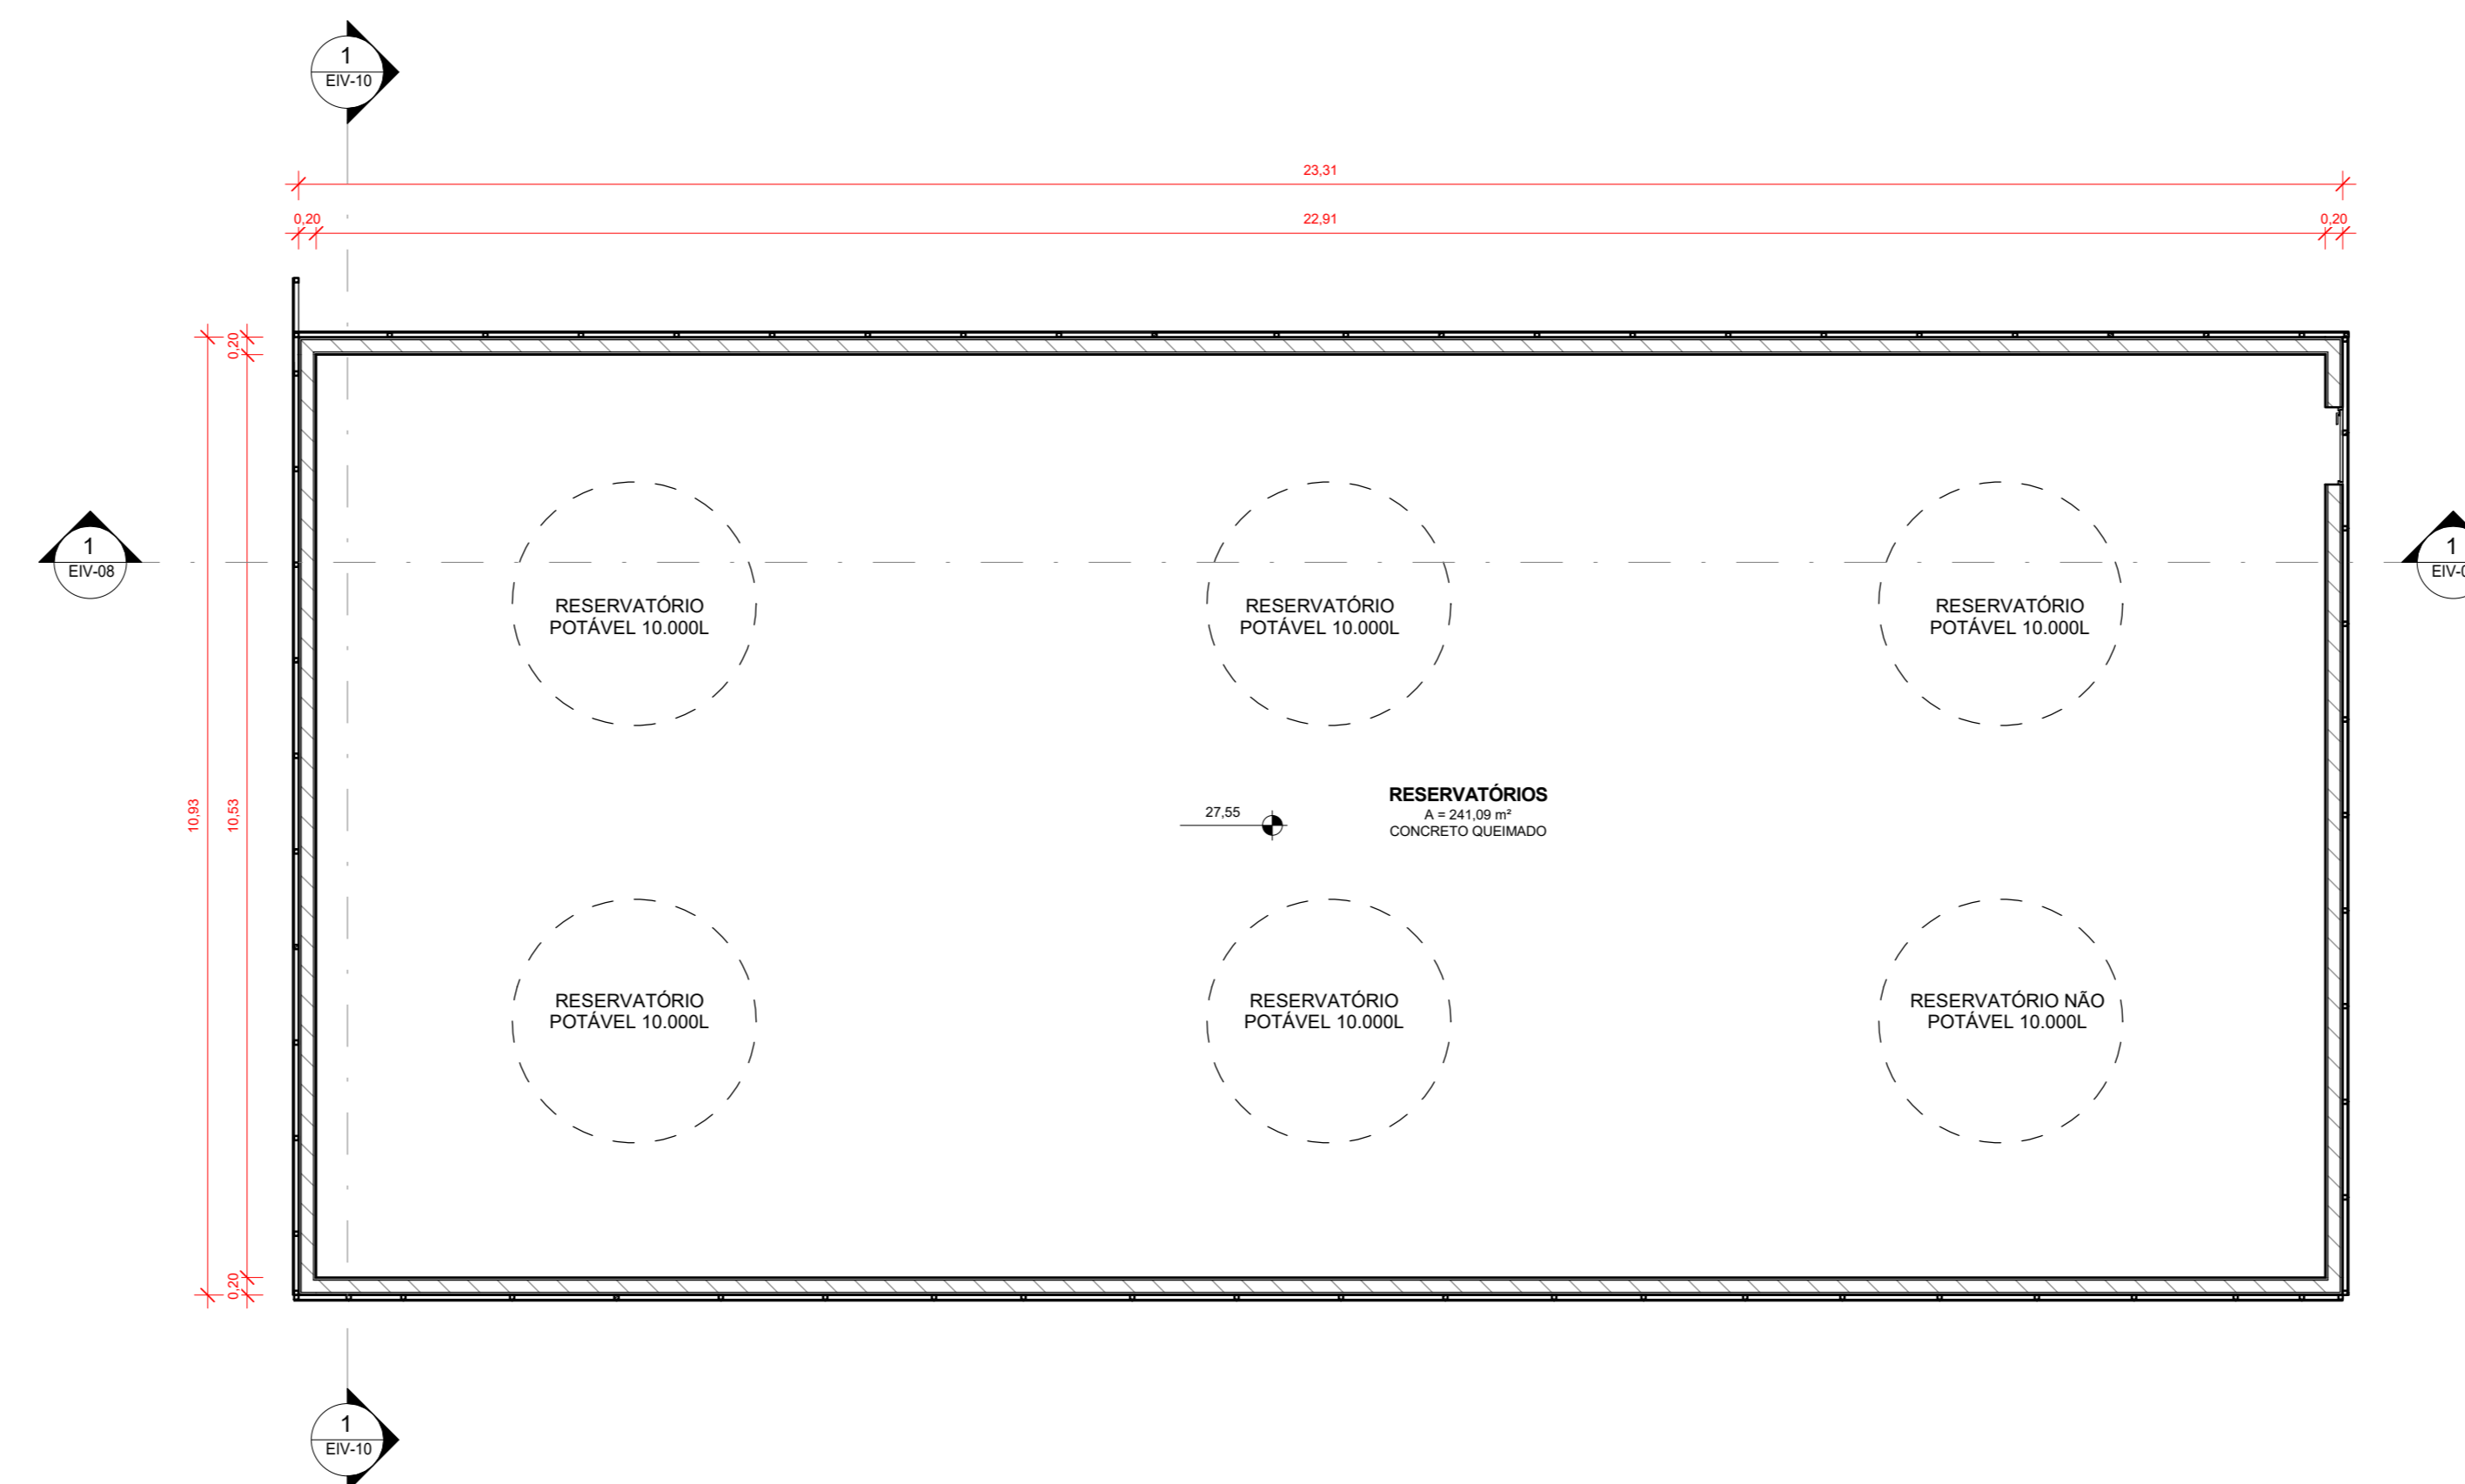 1
EIV-10
23,31
0,20
22,91
0,20
0,20
10,93
10,53
0,20
1
EIV-08
1
RESERVATÓRIO
POTÁVEL 10.000L
RESERVATÓRIO
POTÁVEL 10.000L
RESERVATÓRIO
POTÁVEL 10.000L
27,55
RESERVATÓRIOS
A = 241,09 m²
CONCRETO QUEIMADO
RESERVATÓRIO
POTÁVEL 10.000L
RESERVATÓRIO
POTÁVEL 10.000L
RESERVATÓRIO NÃO
POTÁVEL 10.000L
1
EIV-10